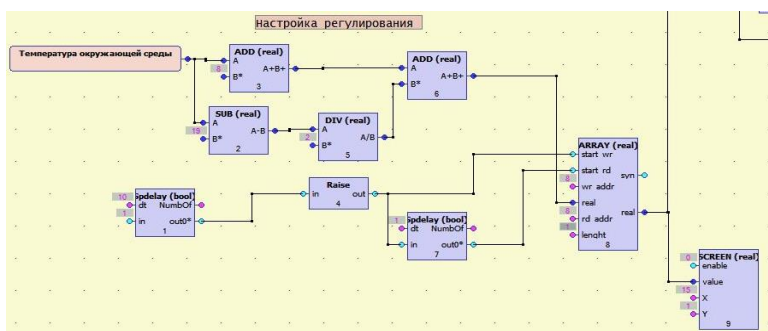 настройка регулирования
Температура окружающей среды
ADD (real)
A
A+B+
8
B*
3
ADD (real)
A
A+B+
B*
6
SUB (real)
A
A-B
19
B*
2
DIV (real)
A
A/B
2
B*
5
ARRAY (real)
start wr
start rd
syn
8
wr addr
real
8
rd addr
real
1
lenght
8
Raise
in
out
4
Spdelay (bool)
10
dt
NumbOf
1
in
out0*
1
Spdelay (bool)
1
dt
NumbOf
in
out0*
7
SCREEN (real)
0
enable
value
15
X
1
Y
9